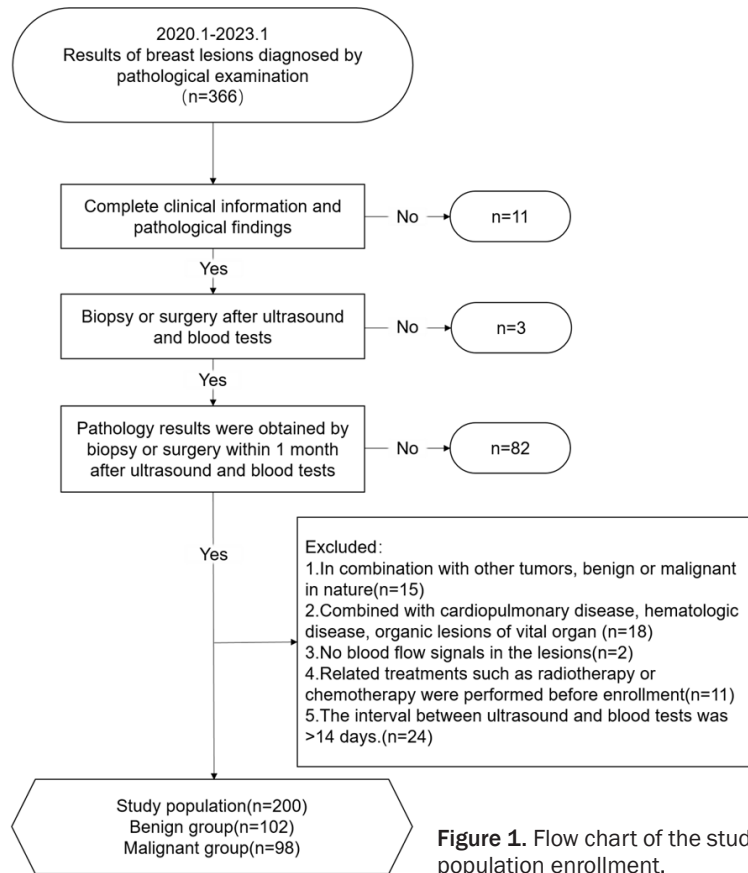 2020.1-2023.1
Results of breast lesions diagnosed by
pathological examination
(n=366)
Complete clinical information and
pathological findings
No
n=11
Yes
Biopsy or surgery after ultrasound
and blood tests
No
n=3
Yes
Pathology results were obtained by
biopsy or surgery within 1 month
after ultrasound and blood tests
No
n=82
Yes
Excluded:
1.In combination with other tumors, benign or malignant
in nature(n=15)
2.Combined with cardiopulmonary disease, hematologic
disease, organic lesions of vital organ (n=18)
3.No blood flow signals in the lesions(n=2)
4.Related treatments such as radiotherapy or
chemotherapy were performed before enrollment(n=11)
5.The interval between ultrasound and blood tests was
>14 days.(n=24)
Study population(n=200)
Benign group(n=102)
Malignant group(n=98)
Figure 1. Flow chart of the stud
population enrollment.